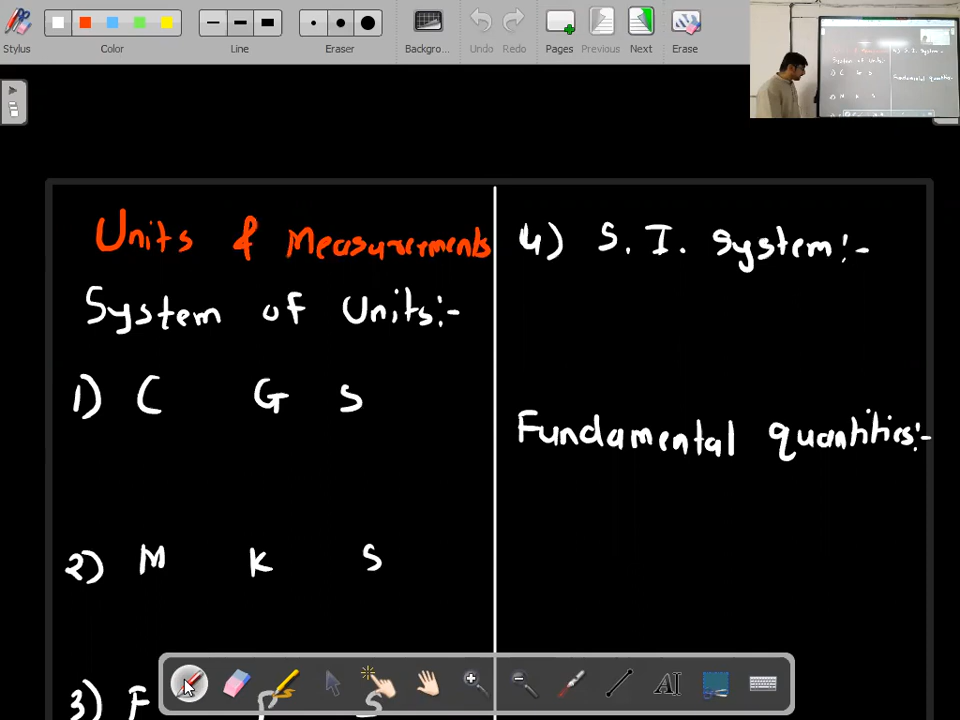 Stylus
Color
Line
Eraser
Backgro...
Undo
Redo
Pages
Previous
Next
Erase
Units & Measurements
System of Units:-
1) C G S
2) M K S
3) F P S
4) S. I. System:-
Fundamental quantities:-
AI